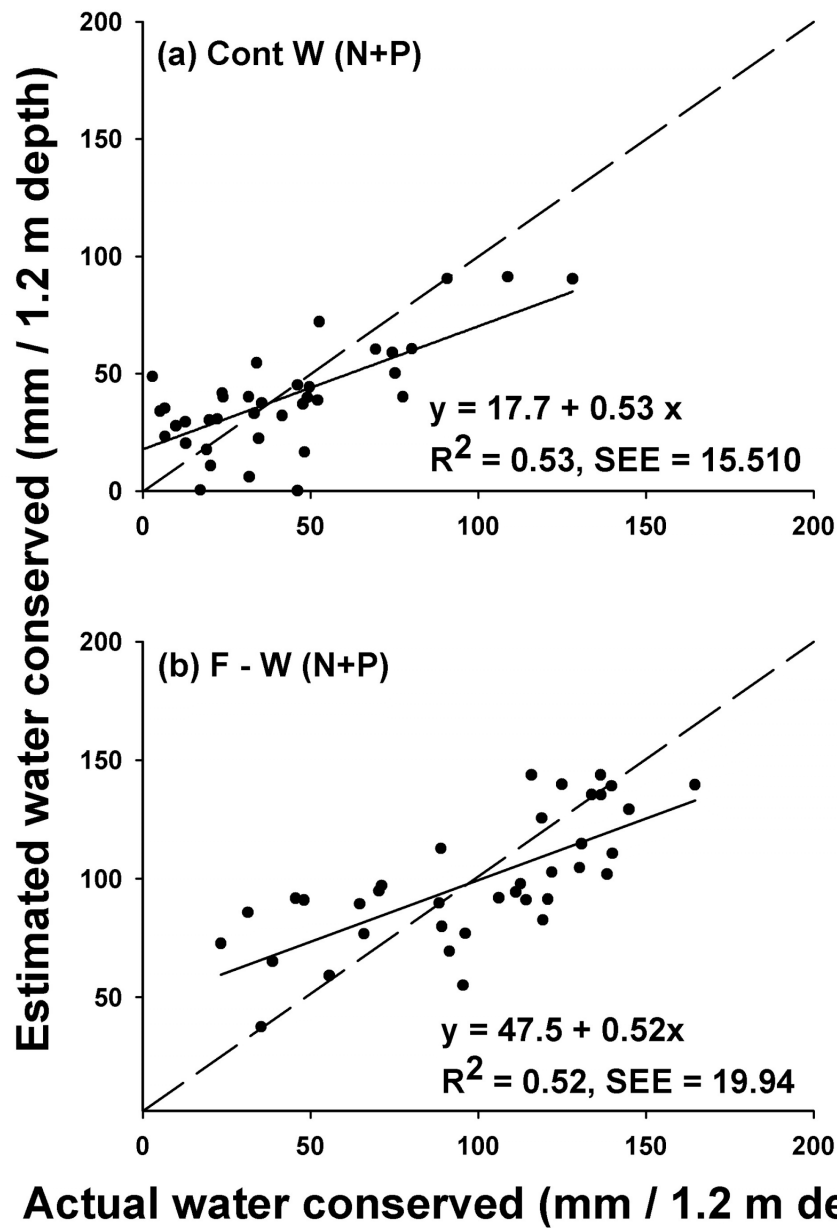 Estimated water conserved (mm / 1.2 m depth)
200
(a) Cont W (N+P)
150
100
50
y = 17.7 + 0.53 x
R2 = 0.53, SEE = 15.510
0
0 50 100 150 200
200
(b) F - W (N+P)
150
100
50
y = 47.5 + 0.52x
R2 = 0.52, SEE = 19.94
0 50 100 150 200
Actual water conserved (mm / 1.2 m de